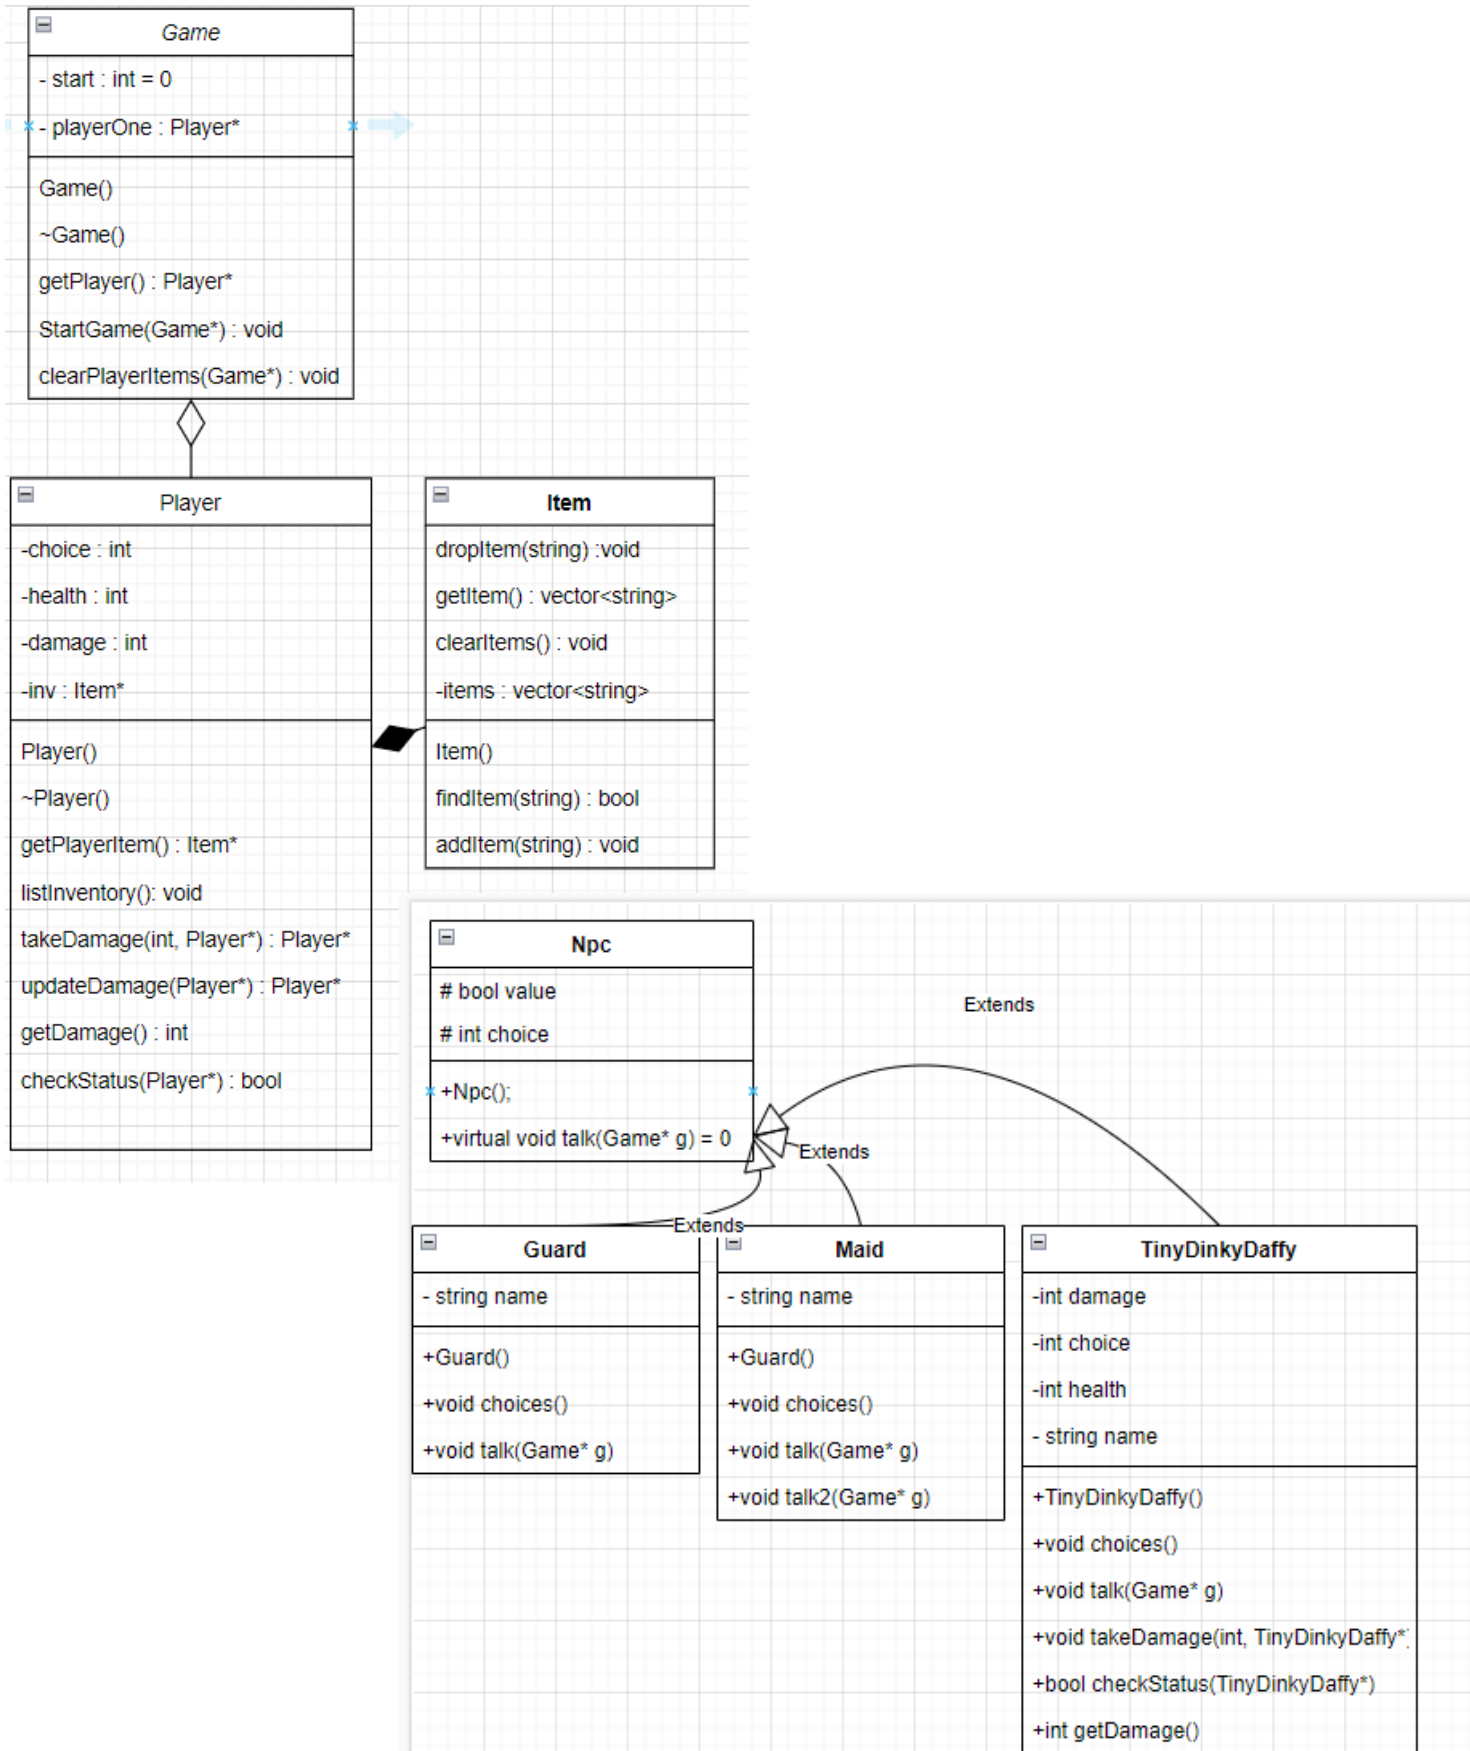 Game
- start : int = 0
- playerOne : Player*
Game()
~Game()
getPlayer() : Player*
StartGame(Game*) : void
clearPlayerItems(Game*) : void
Player
-choice : int
-health : int
-damage : int
-inv : Item*
Player()
~Player()
getPlayerItem() : Item*
listInventory(): void
takeDamage(int, Player*) : Player*
updateDamage(Player*) : Player*
getDamage() : int
checkStatus(Player*) : bool
Item
dropItem(string) :void
getItem() : vector<string>
clearItems() : void
-items : vector<string>
Item()
findItem(string) : bool
addItem(string) : void
Npc
# bool value
# int choice
+Npc();
+virtual void talk(Game* g) = 0
Extends
Extends
Extends
Guard
- string name
+Guard()
+void choices()
+void talk(Game* g)
Maid
- string name
+Guard()
+void choices()
+void talk(Game* g)
+void talk2(Game* g)
TinyDinkyDaffy
-int damage
-int choice
-int health
- string name
+TinyDinkyDaffy()
+void choices()
+void talk(Game* g)
+void takeDamage(int, TinyDinkyDaffy*
+bool checkStatus(TinyDinkyDaffy*)
+int getDamage()